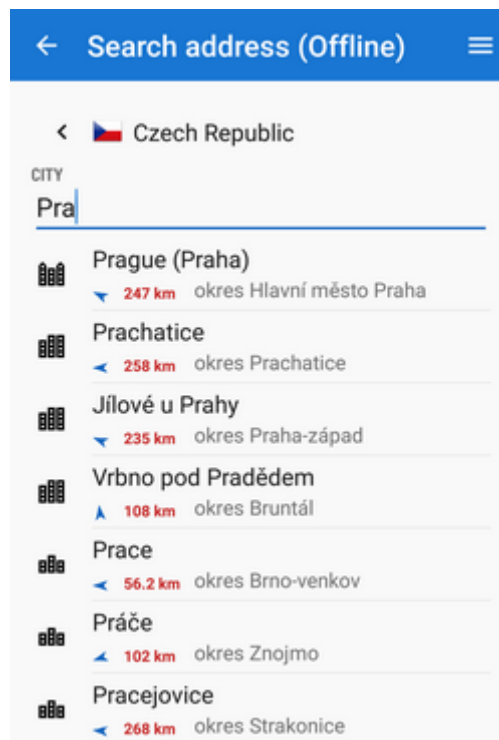 Search address (Offline)
Czech Republic
CITY
Pra
Prague (Praha)
247 km okres Hlavní město Praha
Prachatice
258 km okres Prachatice
Jílové u Prahy
235 km okres Praha-západ
Vrbno pod Pradědem
108 km okres Bruntál
Prace
56.2 km okres Brno-venkov
Práče
102 km okres Znojmo
Pracejovice
268 km okres Strakonice